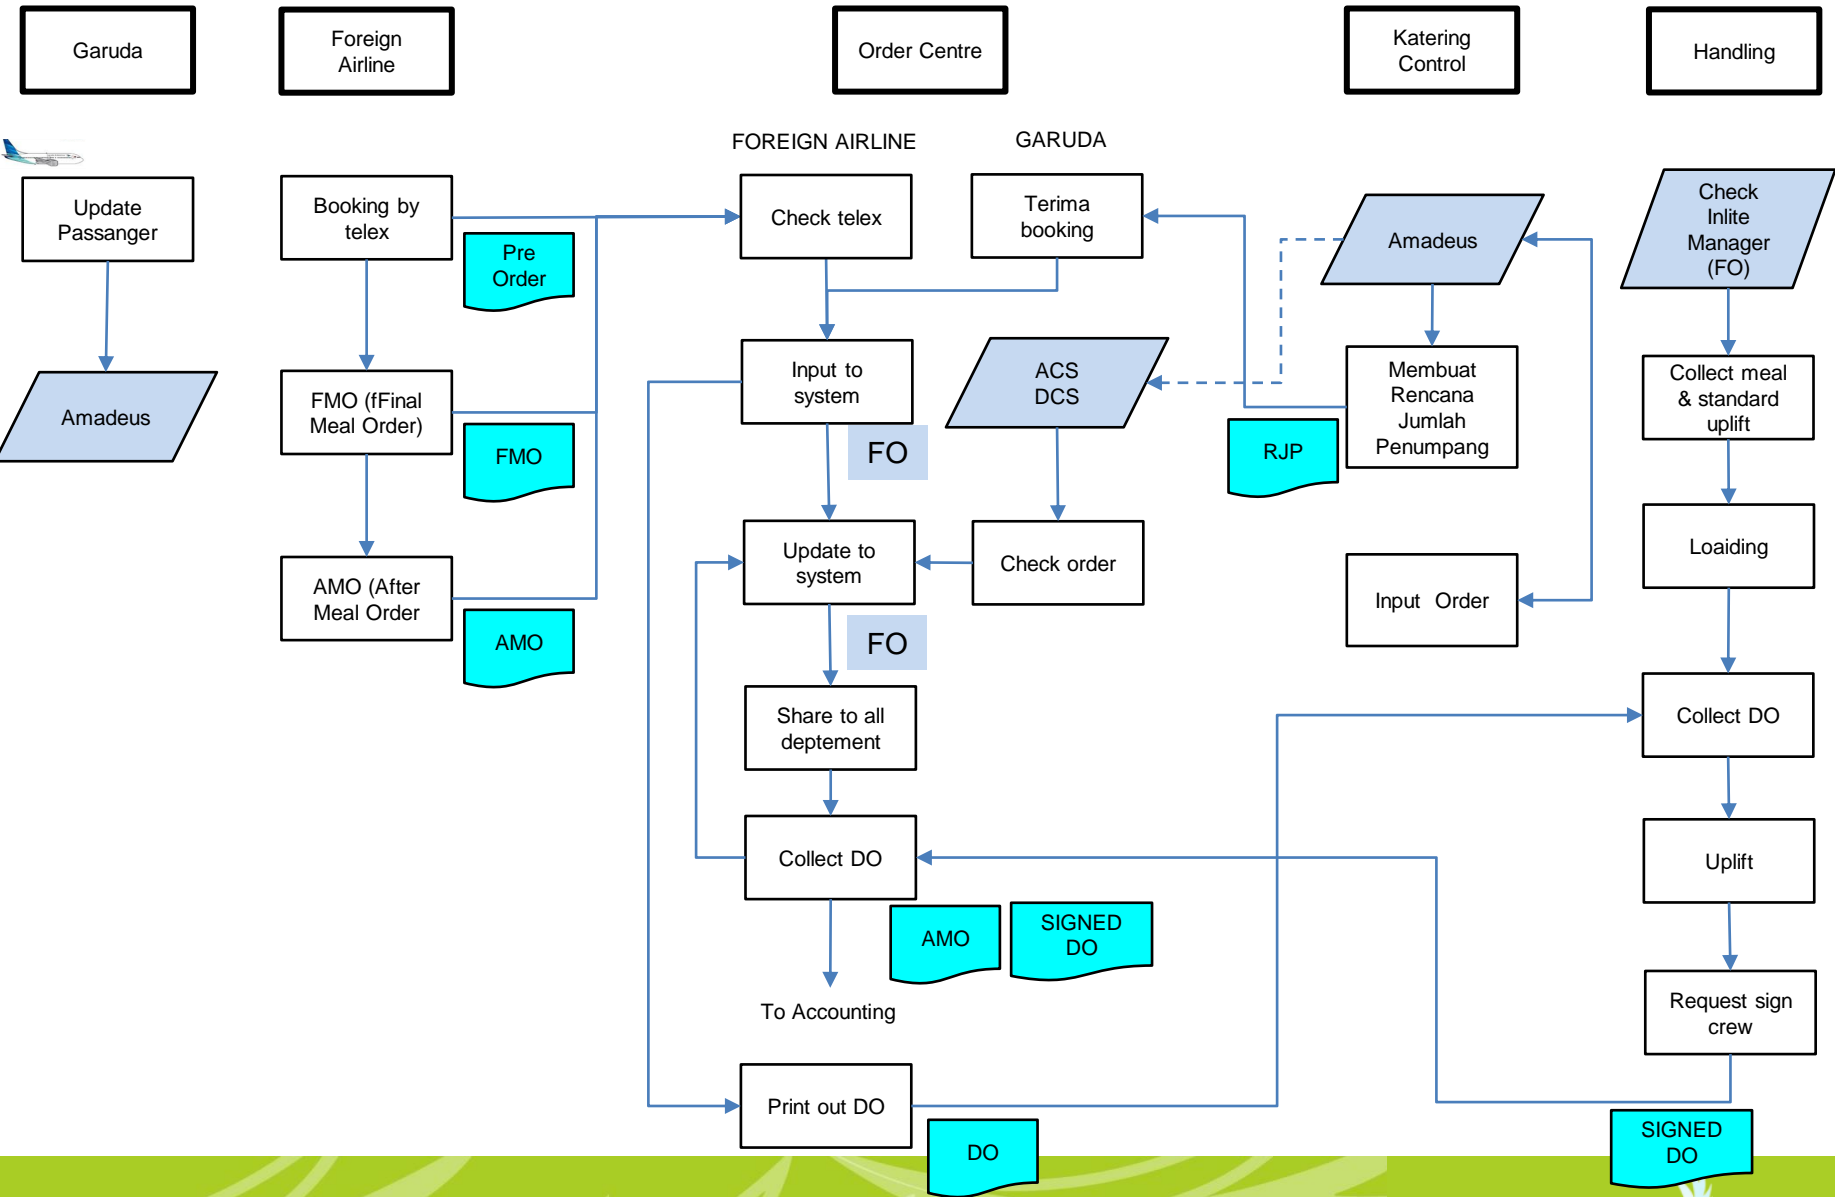 Garuda
Foreign
Airline
Order Centre
Katering
Control
Handling
FOREIGN AIRLINE
GARUDA
Update
Passanger
Amadeus
Booking by
telex
Pre
Order
FMO (fFinal
Meal Order)
FMO
AMO (After
Meal Order
AMO
Check telex
Terima
booking
Input to
system
FO
ACS
DCS
Update to
system
Check order
FO
Share to all
deptement
Collect DO
AMO
SIGNED
DO
To Accounting
Print out DO
DO
Amadeus
Membuat
Rencana
Jumlah
Penumpang
RJP
Input Order
Check
Inlite
Manager
(FO)
Collect meal
& standard
uplift
Loaiding
Collect DO
Uplift
Request sign
crew
SIGNED
DO